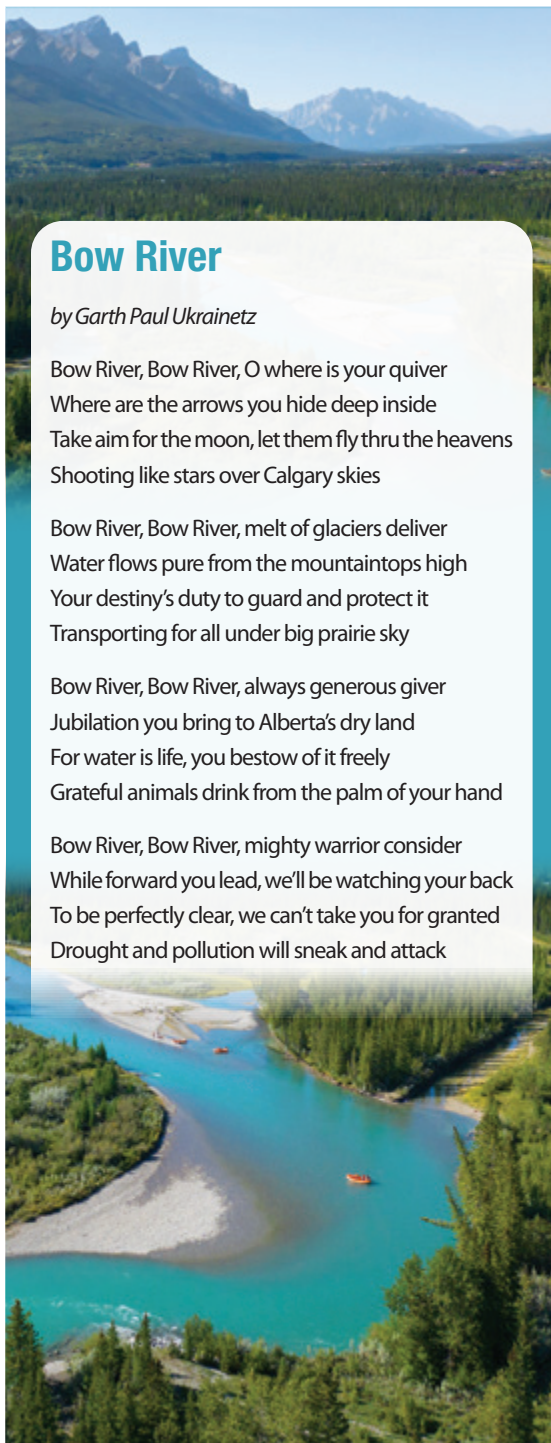 Bow River
by Garth Paul Ukrainetz
Bow River, Bow River, O where is your quiver
Where are the arrows you hide deep inside
Take aim for the moon, let them fly thru the heavens
Shooting like stars over Calgary skies
Bow River, Bow River, melt of glaciers deliver
Water flows pure from the mountaintops high
Your destiny's duty to guard and protect it
Transporting for all under big prairie sky
Bow River, Bow River, always generous giver
Jubilation you bring to Alberta's dry land
For water is life, you bestow of it freely
Grateful animals drink from the palm of your hand
Bow River, Bow River, mighty warrior consider
While forward you lead, we'll be watching your back
To be perfectly clear, we can't take you for granted
Drought and pollution will sneak and attack